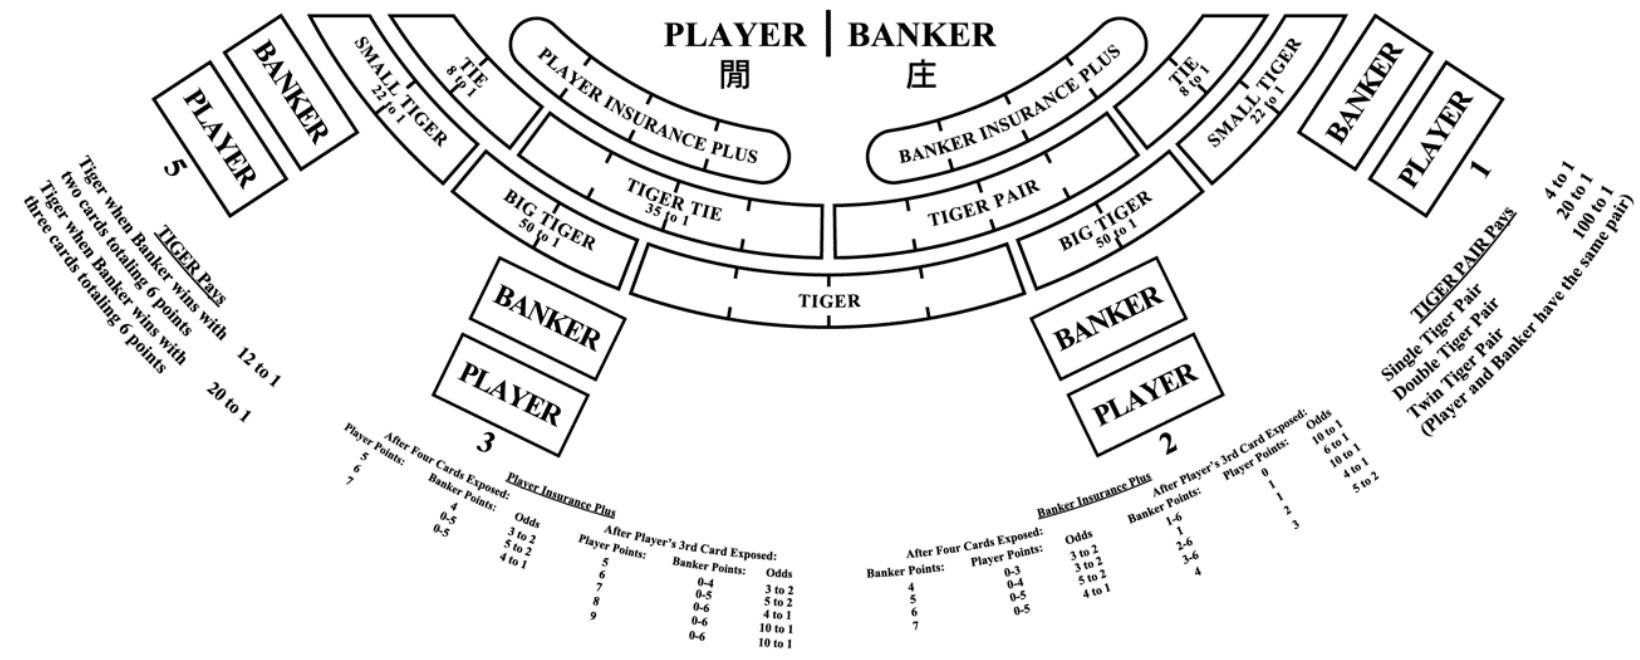 PLAYER | BANKER
閒 庄
PLAYER INSURANCE PLUS
BANKER INSURANCE PLUS
TIE
8 to 1
TIE
8 to 1
SMALL TIGER
22 to 1
SMALL TIGER
22 to 1
TIGER TIE
35 to 1
TIGER PAIR
BIG TIGER
50 to 1
BIG TIGER
50 to 1
TIGER
BANKER
PLAYER
5
BANKER
PLAYER
3
BANKER
PLAYER
2
BANKER
PLAYER
1
TIGER Pays
Tiger when Banker wins with
two cards totaling 6 points 12 to 1
Tiger when Banker wins with
three cards totaling 6 points 20 to 1
Player Insurance Plus
After Four Cards Exposed:
Player Points: Banker Points: Odds
5 4 3 to 2
6 0-5 5 to 2
7 0-5 4 to 1
After Player's 3rd Card Exposed:
Player Points: Banker Points: Odds
5 0-4 3 to 2
6 0-5 5 to 2
7 0-6 4 to 1
8 0-6 10 to 1
9 0-6 10 to 1
Banker Insurance Plus
After Four Cards Exposed:
Banker Points: Player Points: Odds
4 0-3 3 to 2
5 0-4 3 to 2
6 0-5 5 to 2
7 0-5 4 to 1
After Player's 3rd Card Exposed:
Banker Points: Player Points: Odds
1-6 0 10 to 1
1 1 6 to 1
2-6 1 10 to 1
3-6 2 4 to 1
4 3 5 to 2
TIGER PAIR Pays
Single Tiger Pair 4 to 1
Double Tiger Pair 20 to 1
Twin Tiger Pair 100 to 1
(Player and Banker have the same pair)